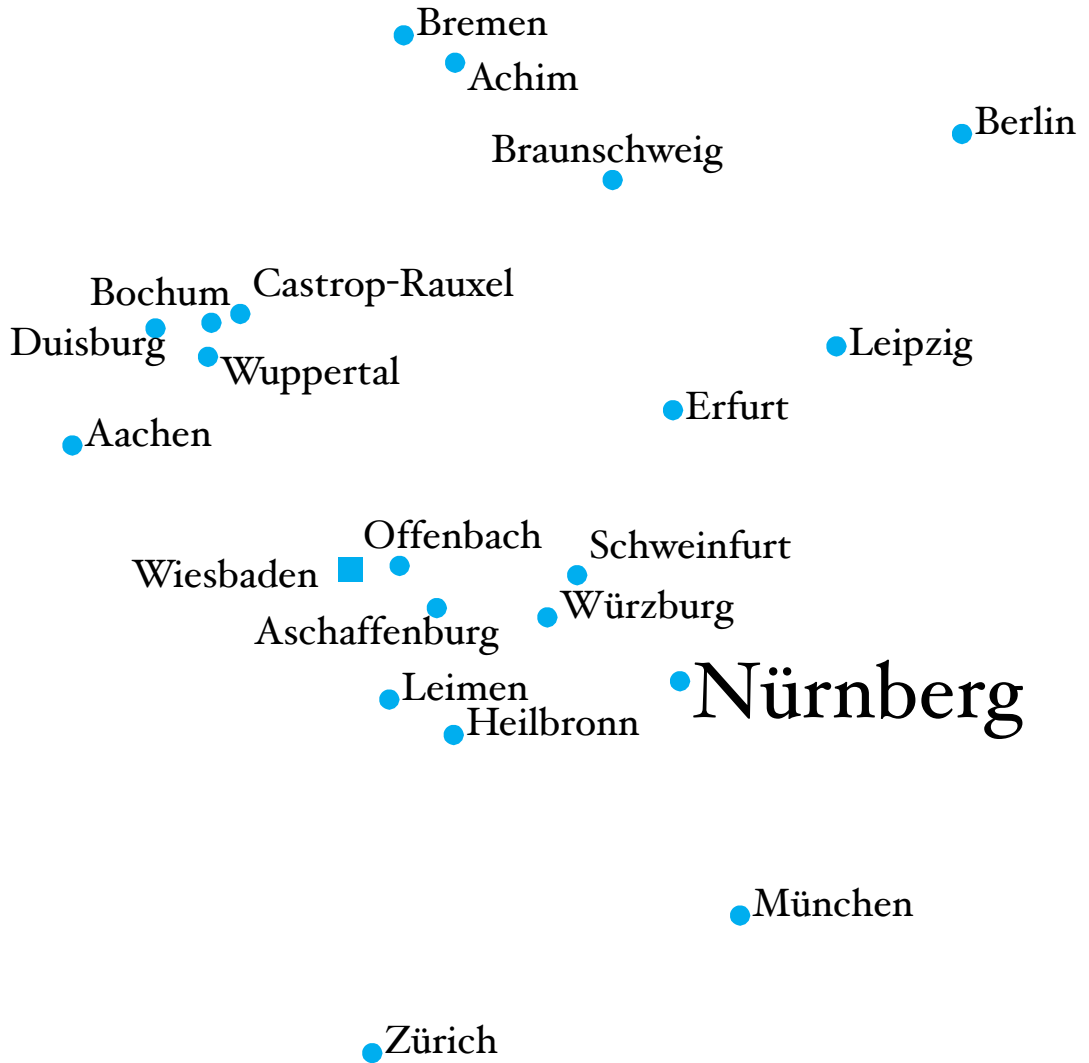 Bremen
Achim
Berlin
Braunschweig
Castrop-Rauxel
Bochum
Duisburg
Leipzig
Wuppertal
Erfurt
Aachen
Offenbach
Schweinfurt
Wiesbaden
Würzburg
Aschaffenburg
Leimen
Nürnberg
Heilbronn
München
Zürich